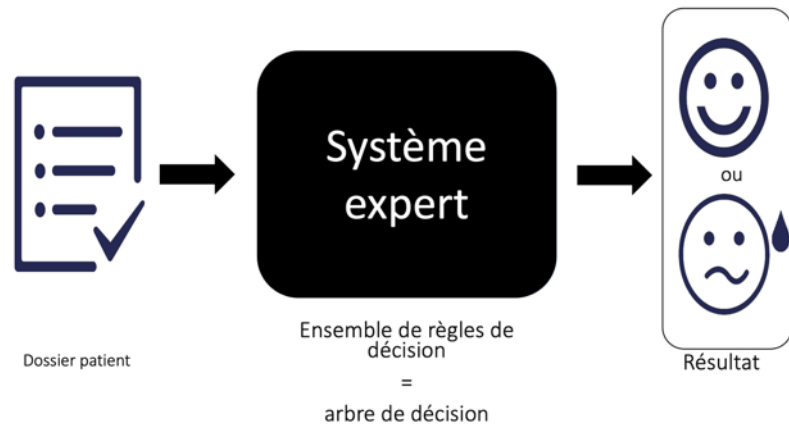 Système
expert
ou
Dossier patient
Ensemble de règles de
décision
=
arbre de décision
Résultat